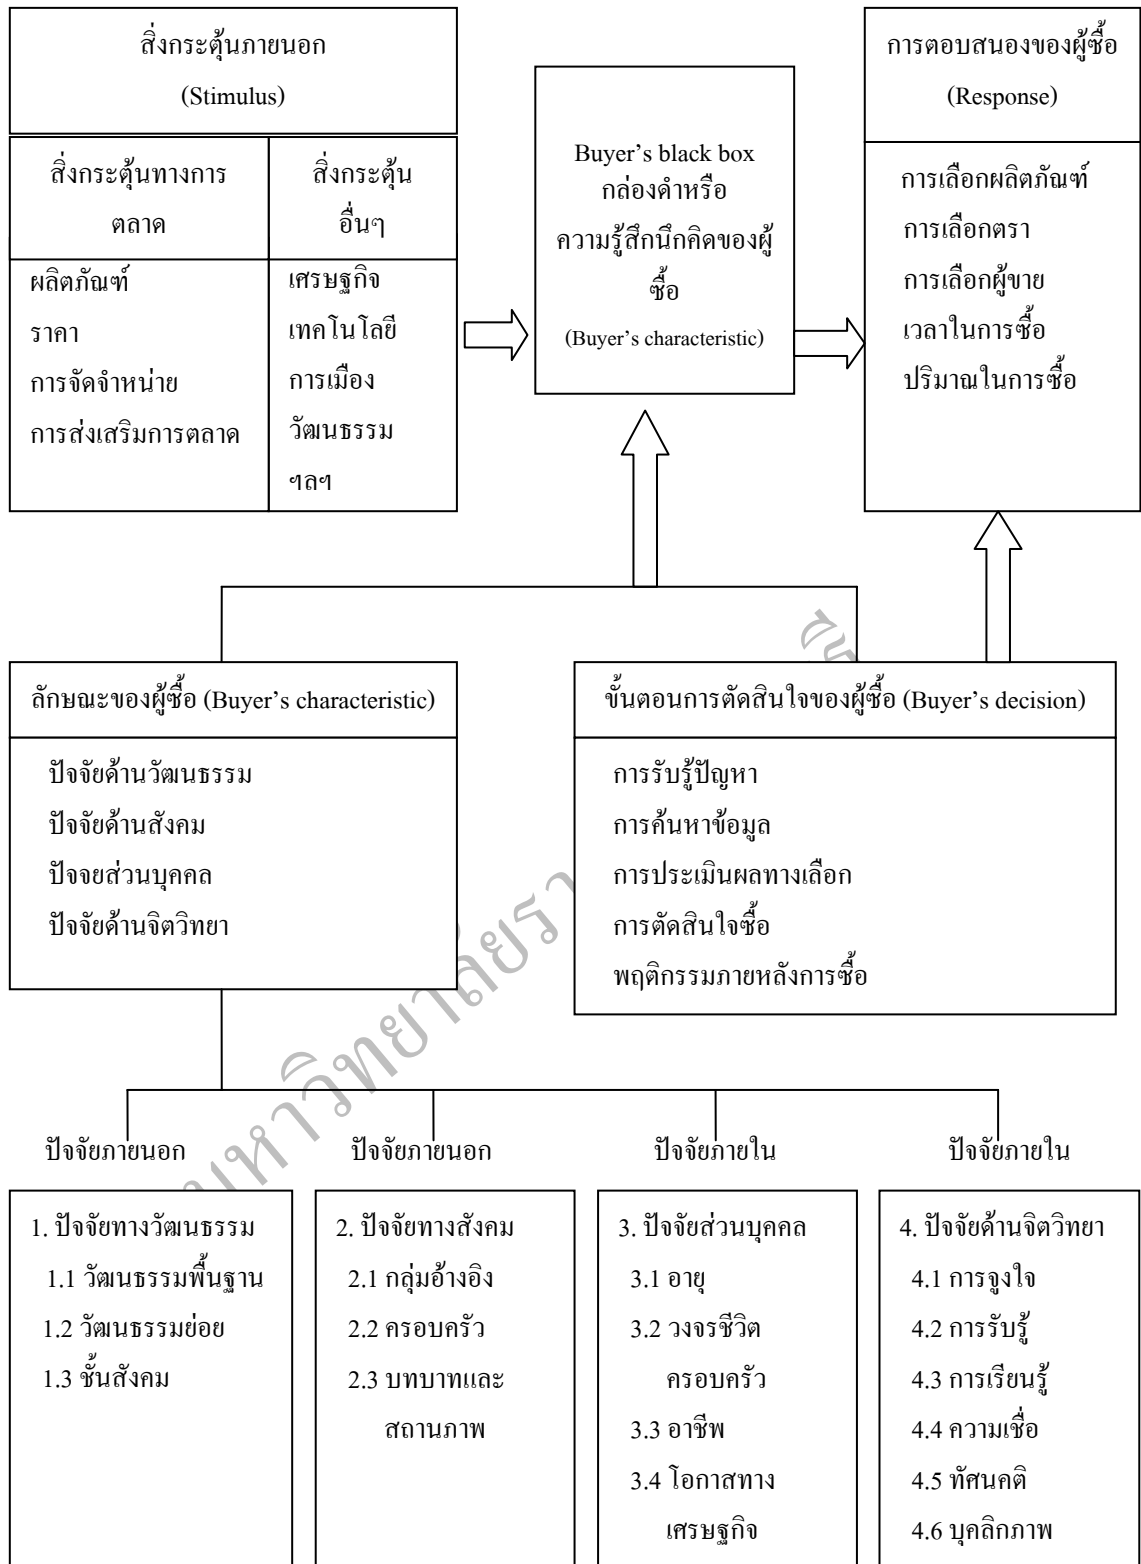 สิ่งกระตุ้นภายนอก
(Stimulus)
สิ่งกระตุ้นทางการ
ตลาด
สิ่งกระตุ้น
อื่นๆ
ผลิตภัณฑ์
ราคา
การจัดจำหน่าย
การส่งเสริมการตลาด
เศรษฐกิจ
เทคโนโลยี
การเมือง
วัฒนธรรม
ฯลฯ
Buyer's black box
กล่องดำหรือ
ความรู้สึกนึกคิดของผู้
ซื้อ
(Buyer's characteristic)
การตอบสนองของผู้ซื้อ
(Response)
การเลือกผลิตภัณฑ์
การเลือกตรา
การเลือกผู้ขาย
เวลาในการซื้อ
ปริมาณในการซื้อ
ลักษณะของผู้ซื้อ (Buyer's characteristic)
ปัจจัยด้านวัฒนธรรม
ปัจจัยด้านสังคม
ปัจจยส่วนบุคคล
ปัจจัยด้านจิตวิทยา
ขั้นตอนการตัดสินใจของผู้ซื้อ (Buyer's decision)
การรับรู้ปัญหา
การค้นหาข้อมูล
การประเมินผลทางเลือก
การตัดสินใจซื้อ
พฤติกรรมภายหลังการซื้อ
ปัจจัยภายนอก
ปัจจัยภายนอก
ปัจจัยภายใน
ปัจจัยภายใน
1. ปัจจัยทางวัฒนธรรม
1.1 วัฒนธรรมพื้นฐาน
1.2 วัฒนธรรมย่อย
1.3 ชั้นสังคม
2. ปัจจัยทางสังคม
2.1 กลุ่มอ้างอิง
2.2 ครอบครัว
2.3 บทบาทและ
สถานภาพ
3. ปัจจัยส่วนบุคคล
3.1 อายุ
3.2 วงจรชีวิต
ครอบครัว
3.3 อาชีพ
3.4 โอกาสทาง
เศรษฐกิจ
4. ปัจจัยด้านจิตวิทยา
4.1 การจูงใจ
4.2 การรับรู้
4.3 การเรียนรู้
4.4 ความเชื่อ
4.5 ทัศนคติ
4.6 บุคลิกภาพ